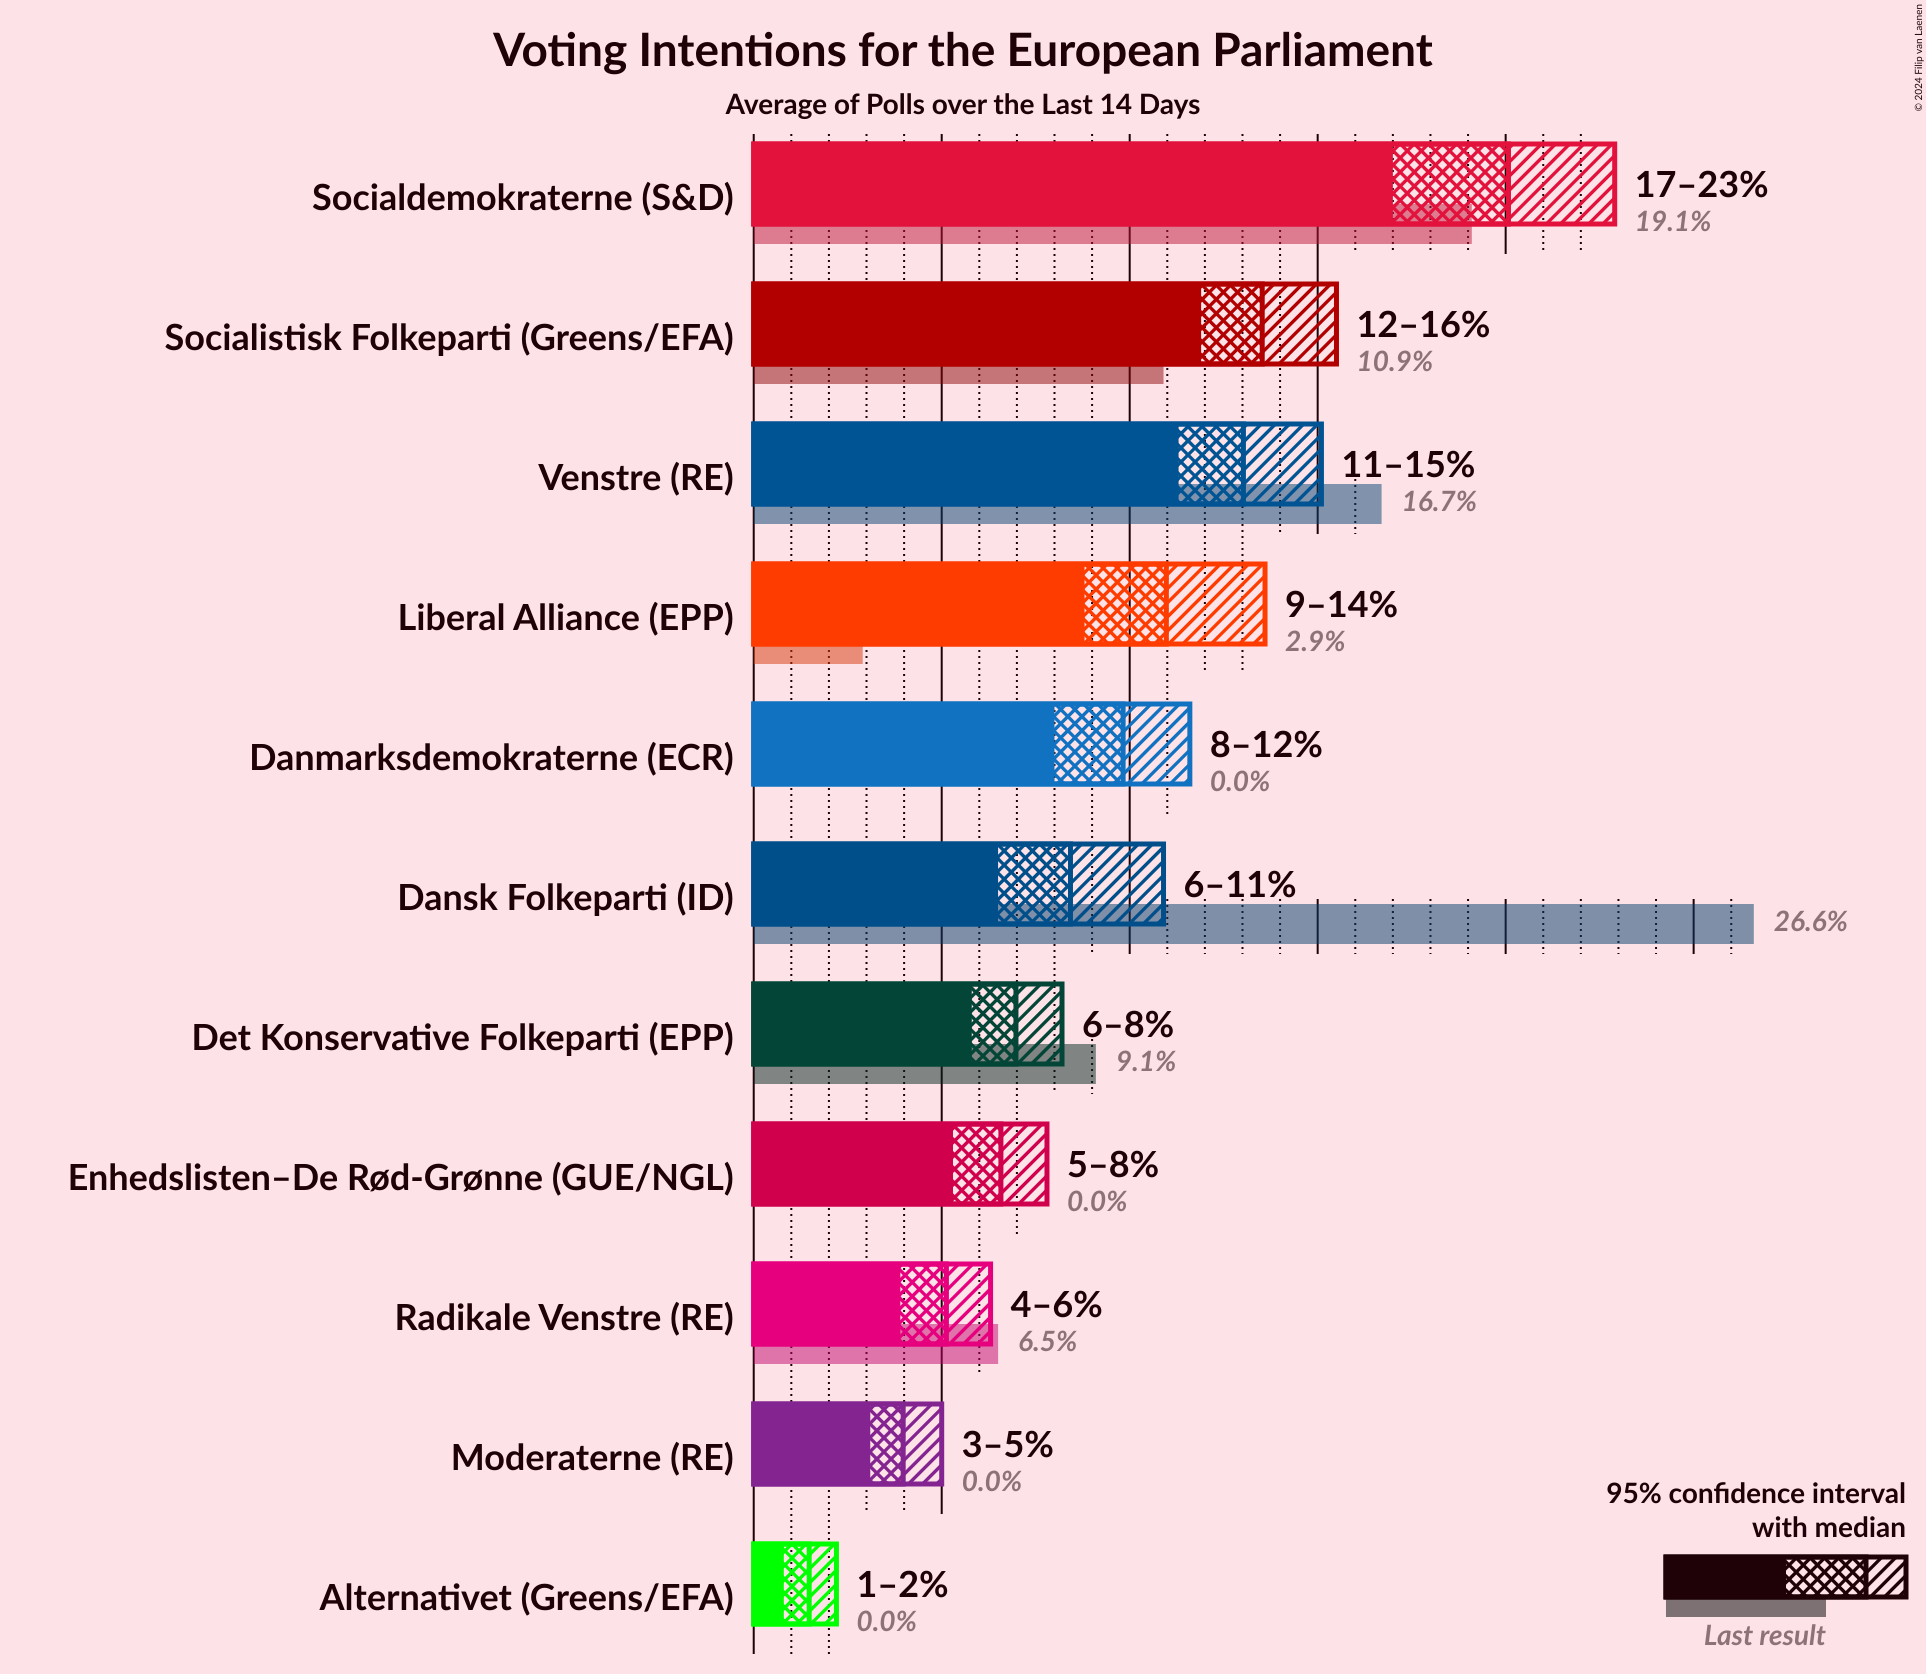 Voting Intentions for the European Parliament
Average of Polls over the Last 14 Days
© 2024 Filip van Laenen
Socialdemokraterne (S&D)
17–23%
19.1%
Socialistisk Folkeparti (Greens/EFA)
12–16%
10.9%
Venstre (RE)
11–15%
16.7%
Liberal Alliance (EPP)
9–14%
2.9%
Danmarksdemokraterne (ECR)
8–12%
0.0%
Dansk Folkeparti (ID)
6–11%
26.6%
Det Konservative Folkeparti (EPP)
6–8%
9.1%
Enhedslisten–De Rød-Grønne (GUE/NGL)
5–8%
0.0%
Radikale Venstre (RE)
4–6%
6.5%
Moderaterne (RE)
3–5%
0.0%
Alternativet (Greens/EFA)
1–2%
0.0%
95% confidence interval
with median
Last result